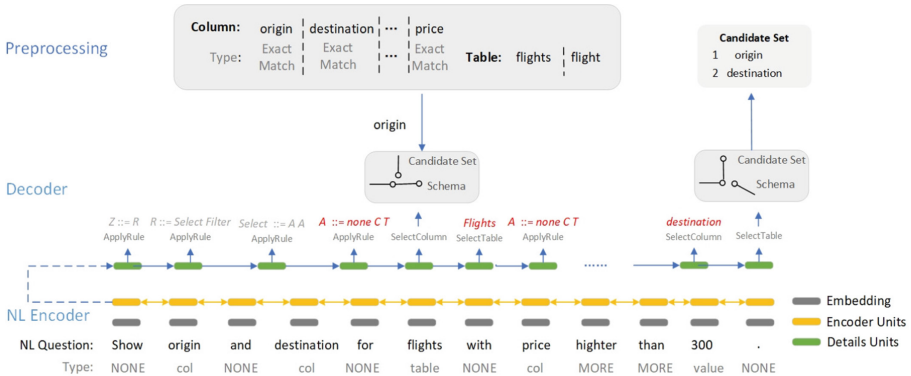 Preprocessing
Column: origin destination ... price
Type: Exact Match Exact Match ... Exact Match
Table: flights flight
Candidate Set
1 origin
2 destination
origin
Candidate Set
Schema
Candidate Set
Schema
Decoder
Z ::= R R ::= Select Filter Select ::= A A A ::= none C T Flights A ::= none C T destination
ApplyRule ApplyRule ApplyRule ApplyRule SelectColumn SelectTable ApplyRule ...... SelectColumn SelectTable
NL Encoder
Embedding
Encoder Units
Details Units
NL Question: Show origin and destination for flights with price highter than 300 .
Type: NONE col NONE col NONE table NONE col MORE MORE value NONE